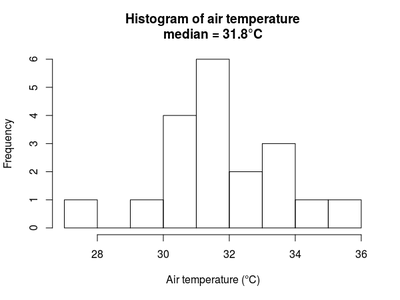 Histogram of air temperature
median = 31.8°C
Frequency
6
5
4
3
2
1
0
28 30 32 34 36
Air temperature (°C)